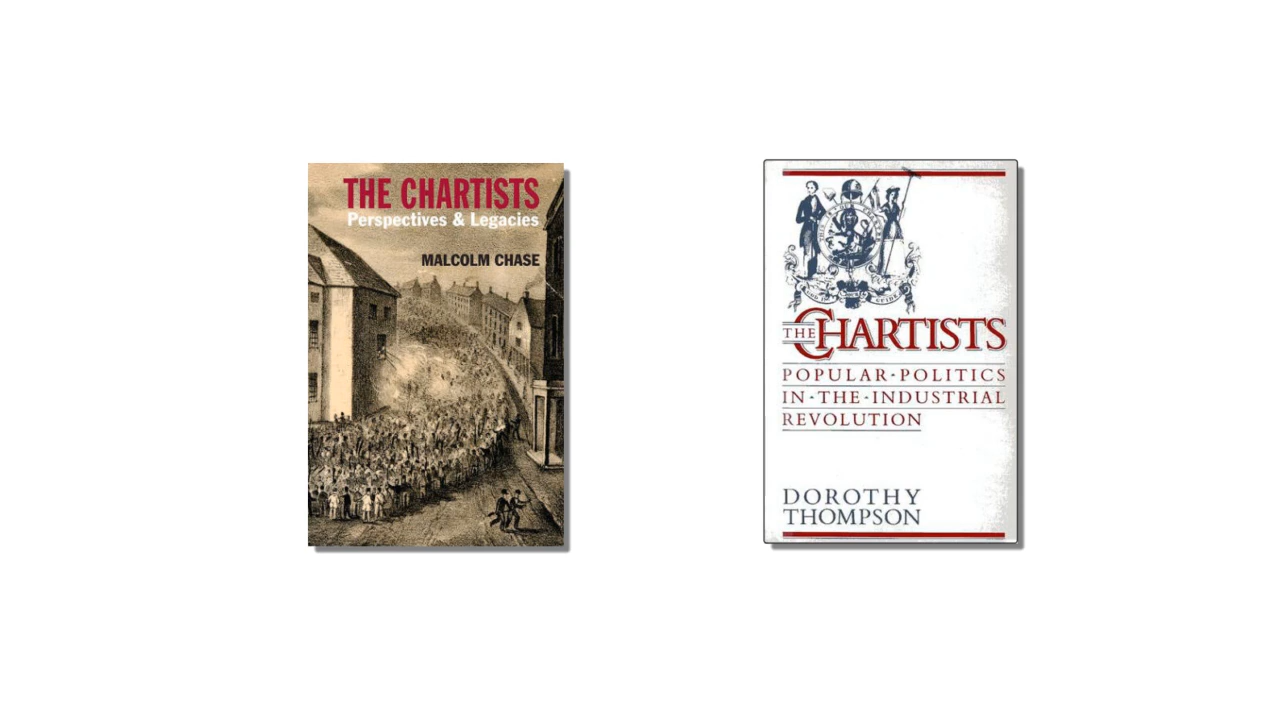 THE CHARTISTS
Perspectives & Legacies
MALCOLM CHASE
THE CHARTISTS
POPULAR·POLITICS
IN·THE·INDUSTRIAL
REVOLUTION
DOROTHY
THOMPSON